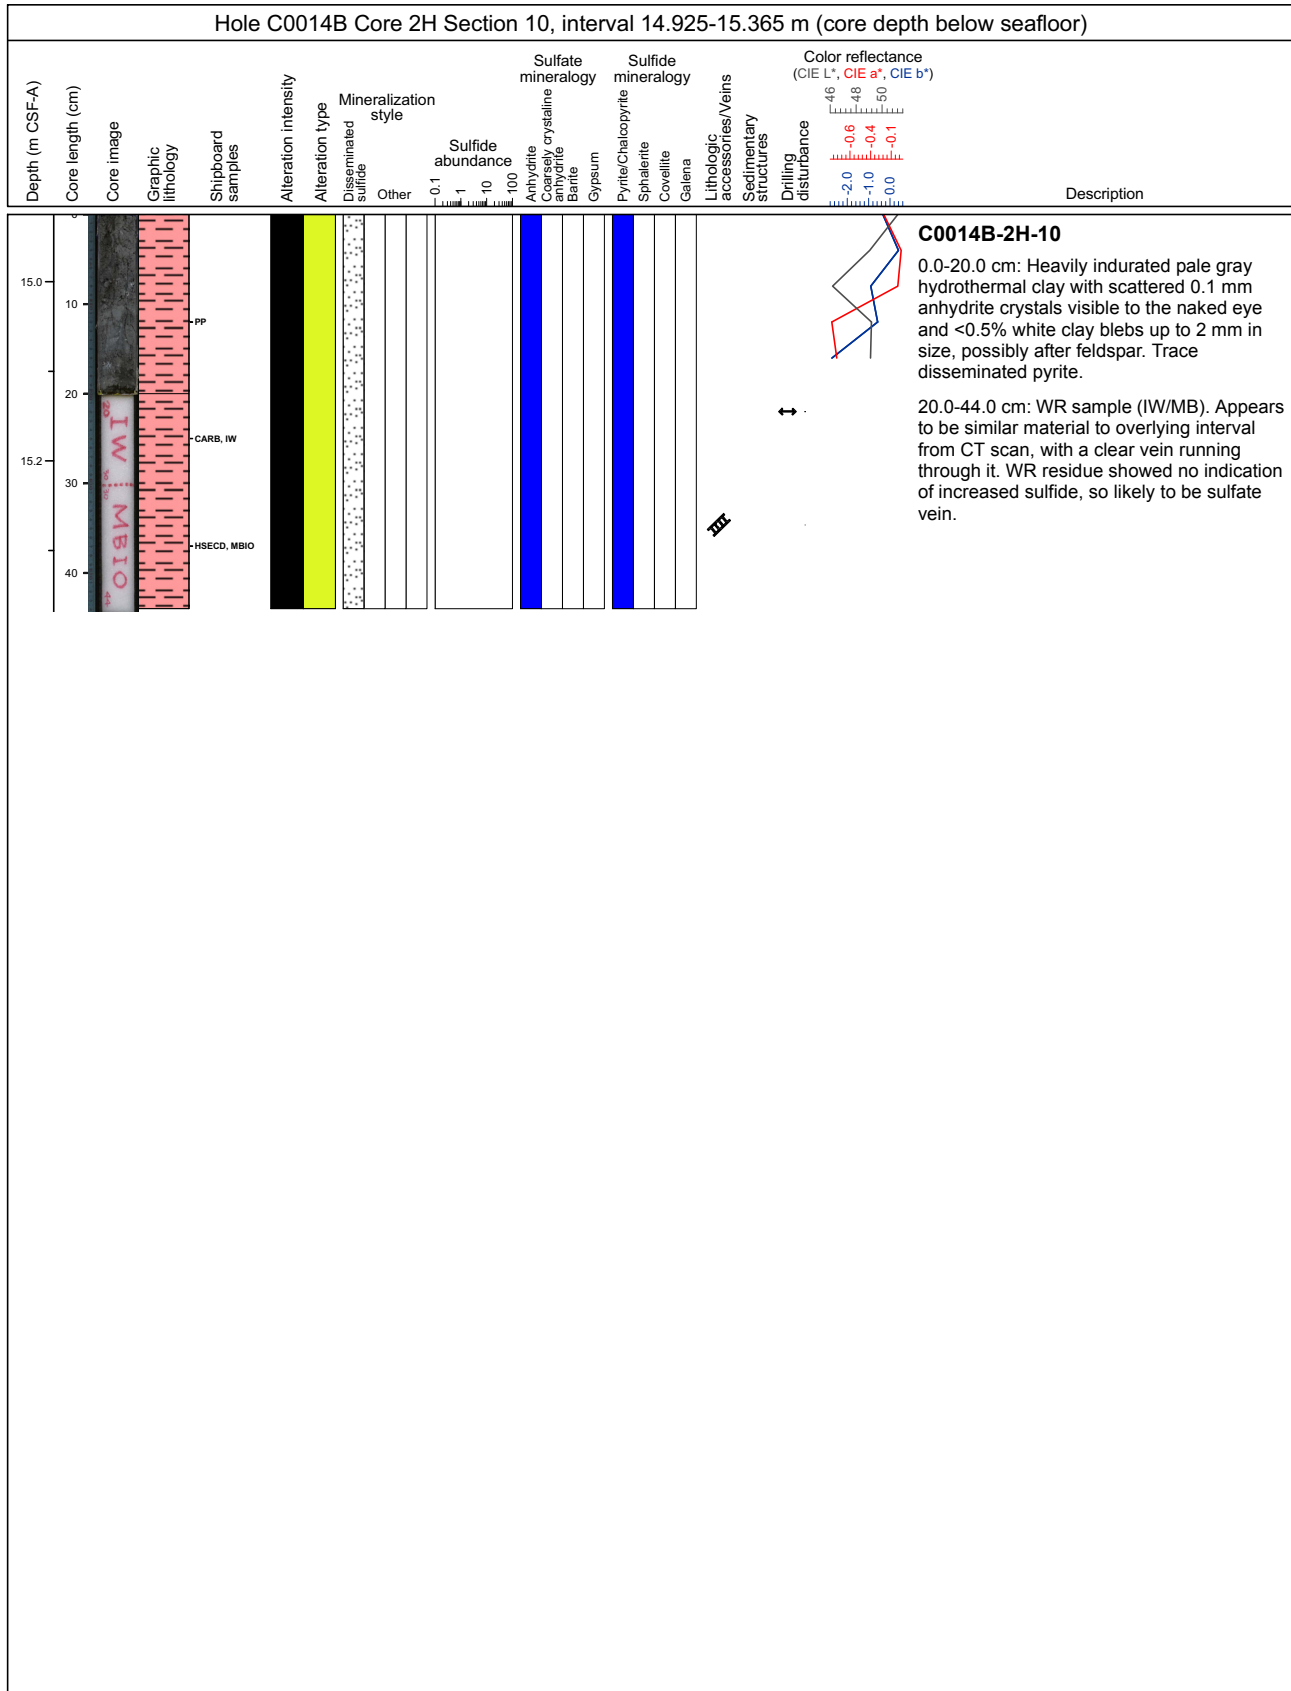 Hole C0014B Core 2H Section 10, interval 14.925-15.365 m (core depth below seafloor)
Depth (m CSF-A)
Core length (cm)
Core image
Graphic
lithology
Shipboard
samples
Alteration intensity
Alteration type
Mineralization
style
Disseminated
sulfide
Other
Sulfide
abundance
0.1
1
10
100
Sulfate
mineralogy
Anhydrite
Coarsely crystaline
anhydrite
Barite
Gypsum
Sulfide
mineralogy
Pyrite/Chalcopyrite
Sphalerite
Covellite
Galena
Lithologic
accessories/Veins
Sedimentary
structures
Drilling
disturbance
Color reflectance
(CIE L*, CIE a*, CIE b*)
46
48
50
-0.6
-0.4
-0.1
-2.0
-1.0
0.0
Description
0
10
20
30
40
15.0
15.2
PP
CARB, IW
HSECD, MBIO
20
IW
30 30
MBIO
44
C0014B-2H-10
0.0-20.0 cm: Heavily indurated pale gray
hydrothermal clay with scattered 0.1 mm
anhydrite crystals visible to the naked eye
and <0.5% white clay blebs up to 2 mm in
size, possibly after feldspar. Trace
disseminated pyrite.
20.0-44.0 cm: WR sample (IW/MB). Appears
to be similar material to overlying interval
from CT scan, with a clear vein running
through it. WR residue showed no indication
of increased sulfide, so likely to be sulfate
vein.